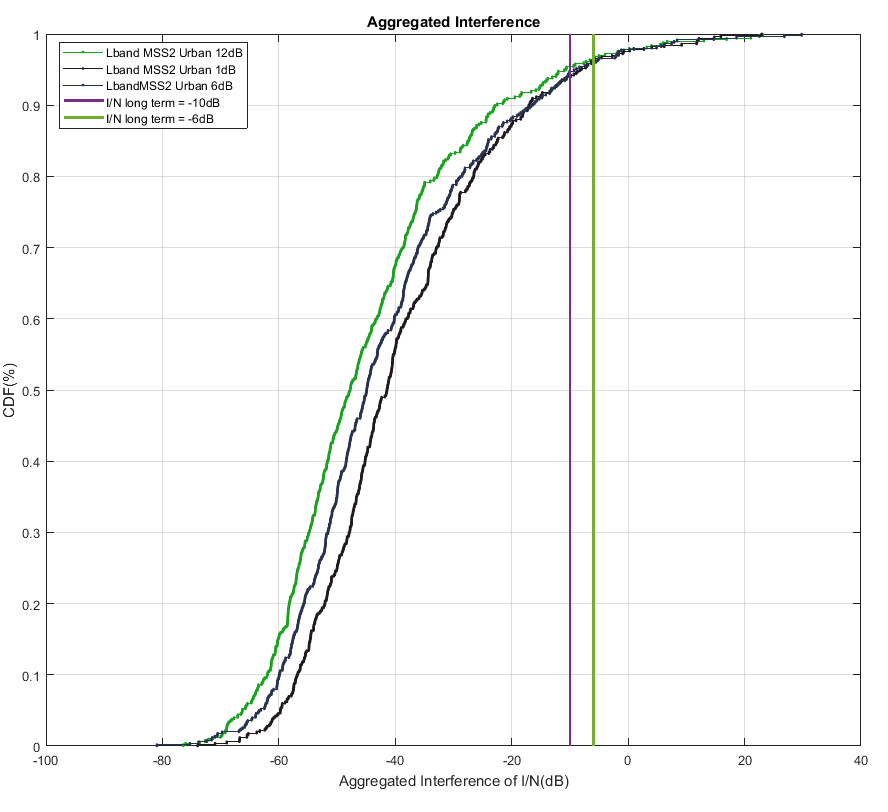 Aggregated Interference
Lband MSS2 Urban 12dB
Lband MSS2 Urban 1dB
LbandMSS2 Urban 6dB
I/N long term = -10dB
I/N long term = -6dB
1
0.9
0.8
0.7
0.6
0.5
0.4
0.3
0.2
0.1
0
CDF(%)
-100
-80
-60
-40
-20
0
20
40
Aggregated Interference of I/N(dB)